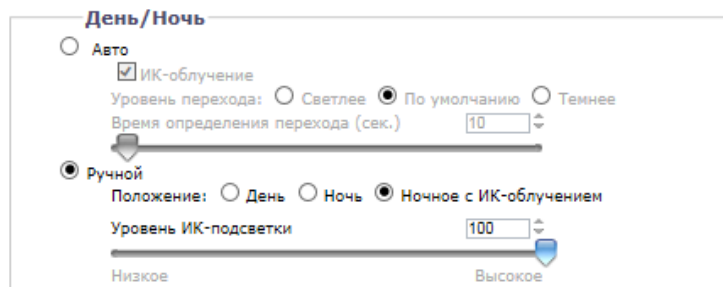 День/Ночь
Авто
ИК-облучение
Уровень перехода: Светлее По умолчанию Темнее
Время определения перехода (сек.) 10
Ручной
Положение: День Ночь Ночное с ИК-облучением
Уровень ИК-подсветки 100
Низкое Высокое